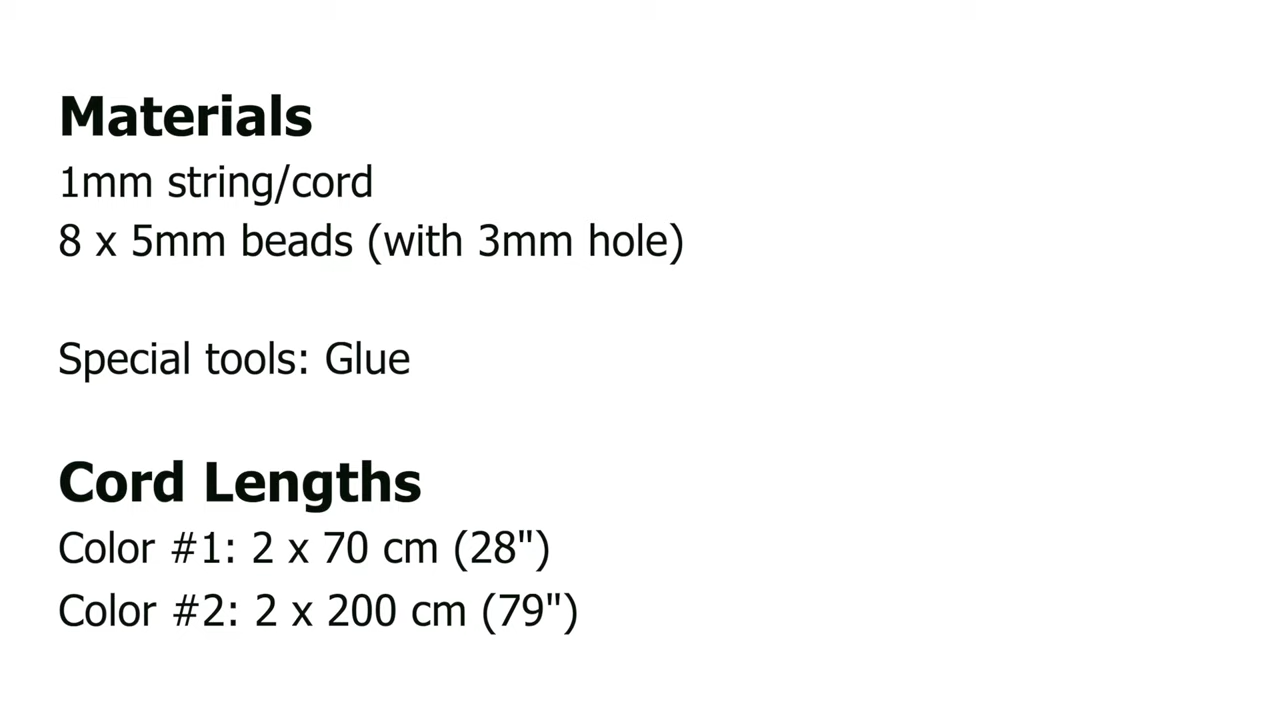 Materials
1mm string/cord
8 x 5mm beads (with 3mm hole)
Special tools: Glue
Cord Lengths
Color #1: 2 x 70 cm (28")
Color #2: 2 x 200 cm (79")